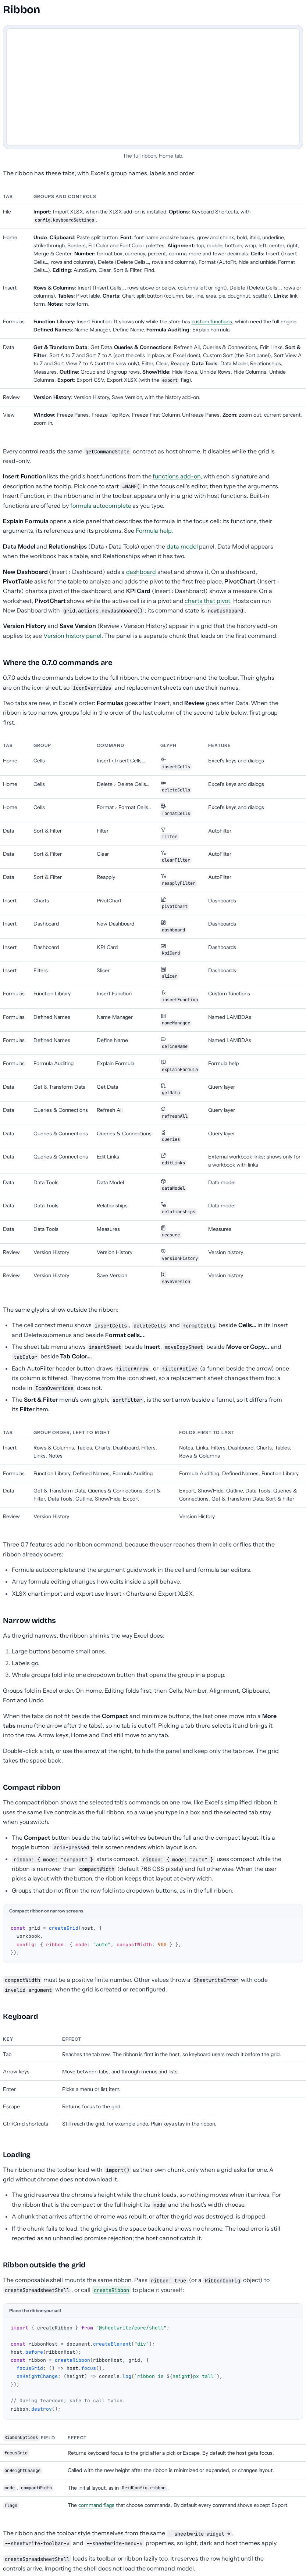 Ribbon
The full ribbon, Home tab.
The ribbon has these tabs, with Excel's group names, labels and order:
TAB GROUPS AND CONTROLS
File Import: Import XLSX, when the XLSX add-on is installed. Options: Keyboard Shortcuts, with
config.keyboardSettings.
Home Undo. Clipboard: Paste split button. Font: font name and size boxes, grow and shrink, bold, italic, underline,
strikethrough, Borders, Fill Color and Font Color palettes. Alignment: top, middle, bottom, wrap, left, center, right,
Merge & Center. Number: format box, currency, percent, comma, more and fewer decimals. Cells: Insert (Insert
Cells…, rows and columns), Delete (Delete Cells…, rows and columns), Format (AutoFit, hide and unhide, Format
Cells…). Editing: AutoSum, Clear, Sort & Filter, Find.
Insert Rows & Columns: Insert (Insert Cells…, rows above or below, columns left or right), Delete (Delete Cells…, rows or
columns). Tables: PivotTable. Charts: Chart split button (column, bar, line, area, pie, doughnut, scatter). Links: link
form. Notes: note form.
Formulas Function Library: Insert Function. It shows only while the store has custom functions, which need the full engine.
Defined Names: Name Manager, Define Name. Formula Auditing: Explain Formula.
Data Get & Transform Data: Get Data. Queries & Connections: Refresh All, Queries & Connections, Edit Links. Sort &
Filter: Sort A to Z and Sort Z to A (sort the cells in place, as Excel does), Custom Sort (the Sort panel), Sort View A
to Z and Sort View Z to A (sort the view only), Filter, Clear, Reapply. Data Tools: Data Model, Relationships,
Measures. Outline: Group and Ungroup rows. Show/Hide: Hide Rows, Unhide Rows, Hide Columns, Unhide
Columns. Export: Export CSV, Export XLSX (with the export flag).
Review Version History: Version History, Save Version, with the history add-on.
View Window: Freeze Panes, Freeze Top Row, Freeze First Column, Unfreeze Panes. Zoom: zoom out, current percent,
zoom in.
Every control reads the same getCommandState contract as host chrome. It disables while the grid is
read-only.
Insert Function lists the grid's host functions from the functions add-on, with each signature and
description as the tooltip. Pick one to start =NAME( in the focus cell's editor, then type the arguments.
Insert Function, in the ribbon and in the toolbar, appears only in a grid with host functions. Built-in
functions are offered by formula autocomplete as you type.
Explain Formula opens a side panel that describes the formula in the focus cell: its functions, their
arguments, its references and its problems. See Formula help.
Data Model and Relationships (Data › Data Tools) open the data model panel. Data Model appears
when the workbook has a table, and Relationships when it has two.
New Dashboard (Insert › Dashboard) adds a dashboard sheet and shows it. On a dashboard,
PivotTable asks for the table to analyze and places the pivot in the first free place, PivotChart (Insert ›
Charts) charts a pivot of the dashboard, and KPI Card (Insert › Dashboard) shows a measure. On a
worksheet, PivotChart shows while the active cell is in a pivot and charts that pivot. Hosts can run
New Dashboard with grid.actions.newDashboard(); its command state is newDashboard.
Version History and Save Version (Review › Version History) appear in a grid that the history add-on
applies to; see Version history panel. The panel is a separate chunk that loads on the first command.
Where the 0.7.0 commands are
0.7.0 adds the commands below to the full ribbon, the compact ribbon and the toolbar. Their glyphs
are on the icon sheet, so IconOverrides and replacement sheets can use their names.
Two tabs are new, in Excel's order: Formulas goes after Insert, and Review goes after Data. When the
ribbon is too narrow, groups fold in the order of the last column of the second table below, first group
first.
TAB GROUP COMMAND GLYPH FEATURE
Home Cells Insert › Insert Cells… insertCells Excel's keys and dialogs
Home Cells Delete › Delete Cells… deleteCells Excel's keys and dialogs
Home Cells Format › Format Cells… formatCells Excel's keys and dialogs
Data Sort & Filter Filter filter AutoFilter
Data Sort & Filter Clear clearFilter AutoFilter
Data Sort & Filter Reapply reapplyFilter AutoFilter
Insert Charts PivotChart pivotChart Dashboards
Insert Dashboard New Dashboard dashboard Dashboards
Insert Dashboard KPI Card kpiCard Dashboards
Insert Filters Slicer slicer Dashboards
Formulas Function Library Insert Function insertFunction Custom functions
Formulas Defined Names Name Manager nameManager Named LAMBDAs
Formulas Defined Names Define Name defineName Named LAMBDAs
Formulas Formula Auditing Explain Formula explainFormula Formula help
Data Get & Transform Data Get Data getData Query layer
Data Queries & Connections Refresh All refreshAll Query layer
Data Queries & Connections Queries & Connections queries Query layer
Data Queries & Connections Edit Links editLinks External workbook links; shows only for
a workbook with links
Data Data Tools Data Model dataModel Data model
Data Data Tools Relationships relationships Data model
Data Data Tools Measures measure Measures
Review Version History Version History versionHistory Version history
Review Version History Save Version saveVersion Version history
The same glyphs show outside the ribbon:
The cell context menu shows insertCells, deleteCells and formatCells beside Cells… in its Insert
and Delete submenus and beside Format cells….
The sheet tab menu shows insertSheet beside Insert, moveCopySheet beside Move or Copy… and
tabColor beside Tab Color….
Each AutoFilter header button draws filterArrow, or filterActive (a funnel beside the arrow) once
its column is filtered. They come from the icon sheet, so a replacement sheet changes them too; a
node in IconOverrides does not.
The Sort & Filter menu's own glyph, sortFilter, is the sort arrow beside a funnel, so it differs from
its Filter item.
TAB GROUP ORDER, LEFT TO RIGHT FOLDS FIRST TO LAST
Insert Rows & Columns, Tables, Charts, Dashboard, Filters,
Links, Notes Notes, Links, Filters, Dashboard, Charts, Tables,
Rows & Columns
Formulas Function Library, Defined Names, Formula Auditing Formula Auditing, Defined Names, Function Library
Data Get & Transform Data, Queries & Connections, Sort &
Filter, Data Tools, Outline, Show/Hide, Export Export, Show/Hide, Outline, Data Tools, Queries &
Connections, Get & Transform Data, Sort & Filter
Review Version History Version History
Three 0.7 features add no ribbon command, because the user reaches them in cells or files that the
ribbon already covers:
Formula autocomplete and the argument guide work in the cell and formula bar editors.
Array formula editing changes how edits inside a spill behave.
XLSX chart import and export use Insert › Charts and Export XLSX.
Narrow widths
As the grid narrows, the ribbon shrinks the way Excel does:
1. Large buttons become small ones.
2. Labels go.
3. Whole groups fold into one dropdown button that opens the group in a popup.
Groups fold in Excel order. On Home, Editing folds first, then Cells, Number, Alignment, Clipboard,
Font and Undo.
When the tabs do not fit beside the Compact and minimize buttons, the last ones move into a More
tabs menu (the arrow after the tabs), so no tab is cut off. Picking a tab there selects it and brings it
into the row. Arrow keys, Home and End still move to any tab.
Double-click a tab, or use the arrow at the right, to hide the panel and keep only the tab row. The grid
takes the space back.
Compact ribbon
The compact ribbon shows the selected tab's commands on one row, like Excel's simplified ribbon. It
uses the same live controls as the full ribbon, so a value you type in a box and the selected tab stay
when you switch.
The Compact button beside the tab list switches between the full and the compact layout. It is a
toggle button: aria-pressed tells screen readers which layout is on.
ribbon: { mode: "compact" } starts compact. ribbon: { mode: "auto" } uses compact while the
ribbon is narrower than compactWidth (default 768 CSS pixels) and full otherwise. When the user
picks a layout with the button, the ribbon keeps that layout at every width.
Groups that do not fit on the row fold into dropdown buttons, as in the full ribbon.
Compact ribbon on narrow screens
const grid = createGrid(host, {
workbook,
config: { ribbon: { mode: "auto", compactWidth: 900 } },
});
compactWidth must be a positive finite number. Other values throw a SheetwriteError with code
invalid-argument when the grid is created or reconfigured.
Keyboard
KEY EFFECT
Tab Reaches the tab row. The ribbon is first in the host, so keyboard users reach it before the grid.
Arrow keys Move between tabs, and through menus and lists.
Enter Picks a menu or list item.
Escape Returns focus to the grid.
Ctrl/Cmd shortcuts Still reach the grid, for example undo. Plain keys stay in the ribbon.
Loading
The ribbon and the toolbar load with import() as their own chunk, only when a grid asks for one. A
grid without chrome does not download it.
The grid reserves the chrome's height while the chunk loads, so nothing moves when it arrives. For
the ribbon that is the compact or the full height its mode and the host's width choose.
A chunk that arrives after the chrome was rebuilt, or after the grid was destroyed, is dropped.
If the chunk fails to load, the grid gives the space back and shows no chrome. The load error is still
reported as an unhandled promise rejection; the host cannot catch it.
Ribbon outside the grid
The composable shell mounts the same ribbon. Pass ribbon: true (or a RibbonConfig object) to
createSpreadsheetShell, or call createRibbon to place it yourself:
Place the ribbon yourself
import { createRibbon } from "@sheetwrite/core/shell";
const ribbonHost = document.createElement("div");
host.before(ribbonHost);
const ribbon = createRibbon(ribbonHost, grid, {
focusGrid: () => host.focus(),
onHeightChange: (height) => console.log(`ribbon is ${height}px tall`),
});
// During teardown; safe to call twice.
ribbon.destroy();
RibbonOptions FIELD EFFECT
focusGrid Returns keyboard focus to the grid after a pick or Escape. By default the host gets focus.
onHeightChange Called with the new height after the ribbon is minimized or expanded, or changes layout.
mode, compactWidth The initial layout, as in GridConfig.ribbon.
flags The command flags that choose commands. By default every command shows except Export.
The ribbon and the toolbar style themselves from the same --sheetwrite-widget-*,
--sheetwrite-toolbar-* and --sheetwrite-menu-* properties, so light, dark and host themes apply.
createSpreadsheetShell loads its toolbar or ribbon lazily too. It reserves the row height until the
controls arrive. Importing the shell does not load the command model.